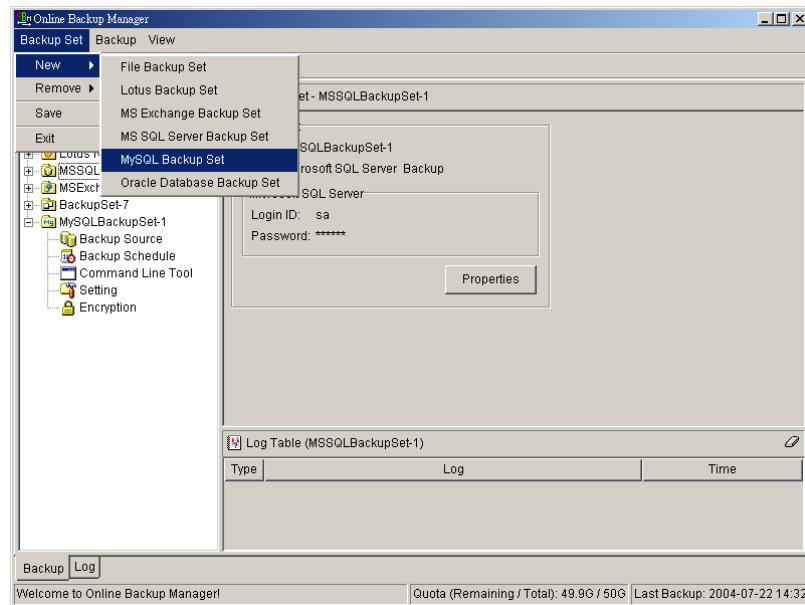 Online Backup Manager
Backup Set Backup View
New
Remove
Save
Exit
File Backup Set
Lotus Backup Set
MS Exchange Backup Set
MS SQL Server Backup Set
MySQL Backup Set
Oracle Database Backup Set
Lotus
MSSQL
MSExch
BackupSet-7
MySQLBackupSet-1
Backup Source
Backup Schedule
Command Line Tool
Setting
Encryption
et - MSSQLBackupSet-1
SQLBackupSet-1
rosoft SQL Server Backup
Microsoft SQL Server
Login ID: sa
Password: ******
Properties
Log Table (MSSQLBackupSet-1)
Type Log Time
Backup Log
Welcome to Online Backup Manager!
Quota (Remaining / Total): 49.9G / 50G
Last Backup: 2004-07-22 14:32